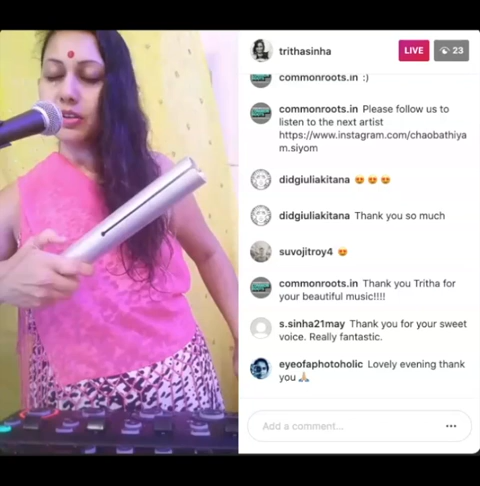 trithasinha
LIVE
23
commonroots.in :)
commonroots.in Please follow us to
listen to the next artist
https://www.instagram.com/chaobathiya
m.siyom
didgiuliakitana 😍 😍 😍
didgiuliakitana Thank you so much
suvojitroy4 😍
commonroots.in Thank you Tritha for
your beautiful music!!!!
s.sinha21may Thank you for your sweet
voice. Really fantastic.
eyeofaphotoholic Lovely evening thank
you 🙏🏼
Add a comment...